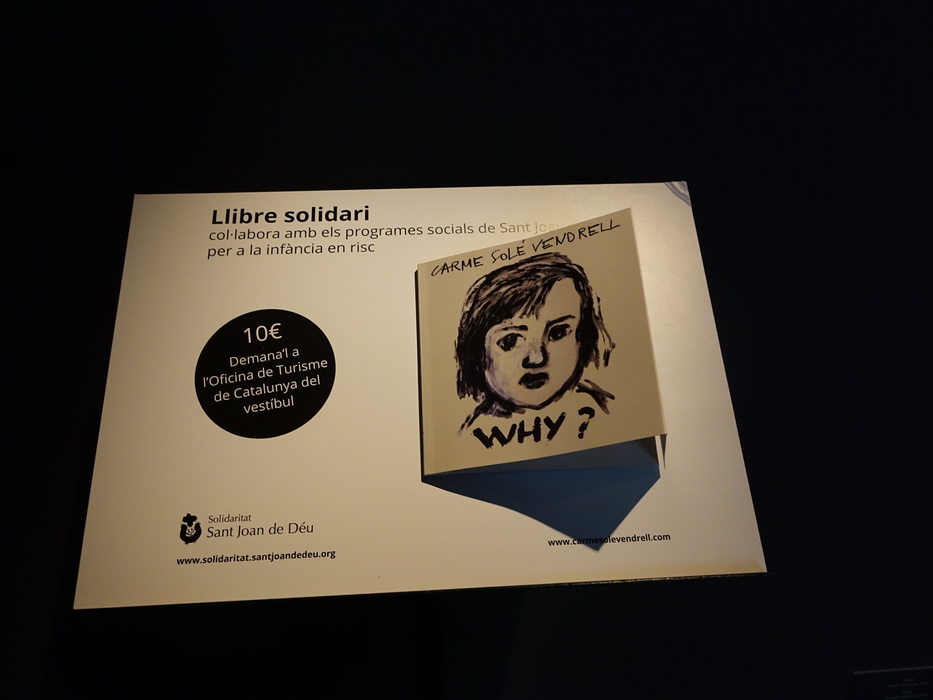 Llibre solidari
col·labora amb els programes socials de Sant
per a la infància en risc
CARME SOLÉ VENDRELL
WHY ?
10€
Demana'l a
l'Oficina de Turisme
de Catalunya del
vestíbul
Solidaritat
Sant Joan de Déu
www.solidaritat.santjoandedeu.org
www.carmesolevendrell.com